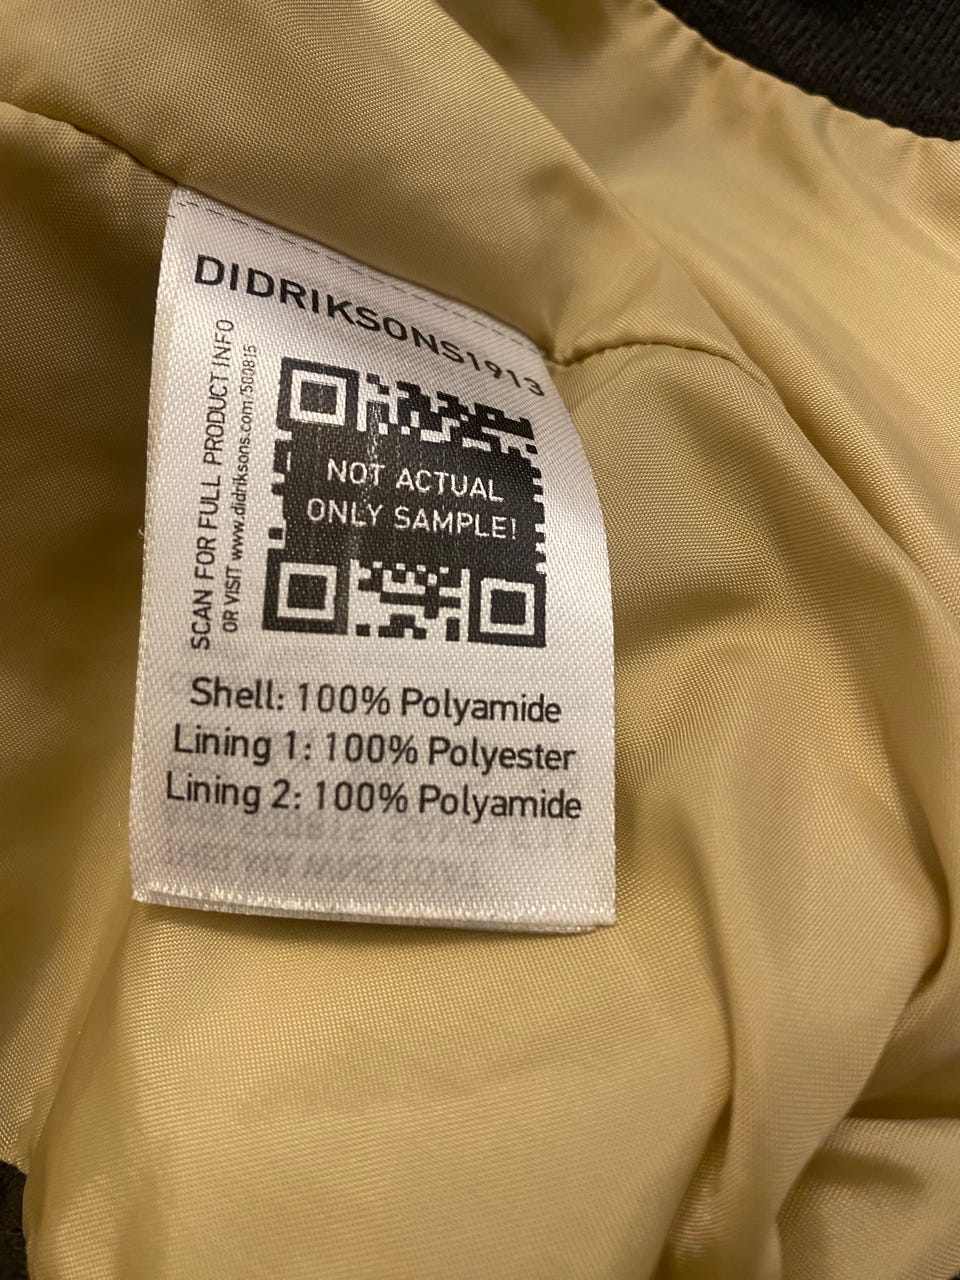 DIDRIKSONS1913
SCAN FOR FULL PRODUCT INFO
OR VISIT www.didriksons.com/500815
NOT ACTUAL
ONLY SAMPLE!
Shell: 100% Polyamide
Lining 1: 100% Polyester
Lining 2: 100% Polyamide